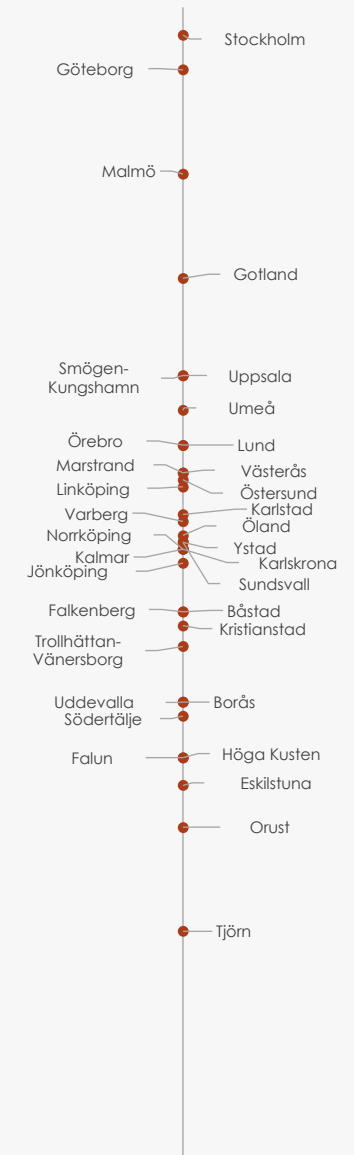 Stockholm
Göteborg
Malmö
Gotland
Smögen-
Kungshamn
Uppsala
Umeå
Örebro
Lund
Marstrand
Västerås
Linköping
Östersund
Karlstad
Varberg
Öland
Norrköping
Ystad
Kalmar
Karlskrona
Jönköping
Sundsvall
Falkenberg
Båstad
Kristianstad
Trollhättan-
Vänersborg
Uddevalla
Borås
Södertälje
Höga Kusten
Falun
Eskilstuna
Orust
Tjörn